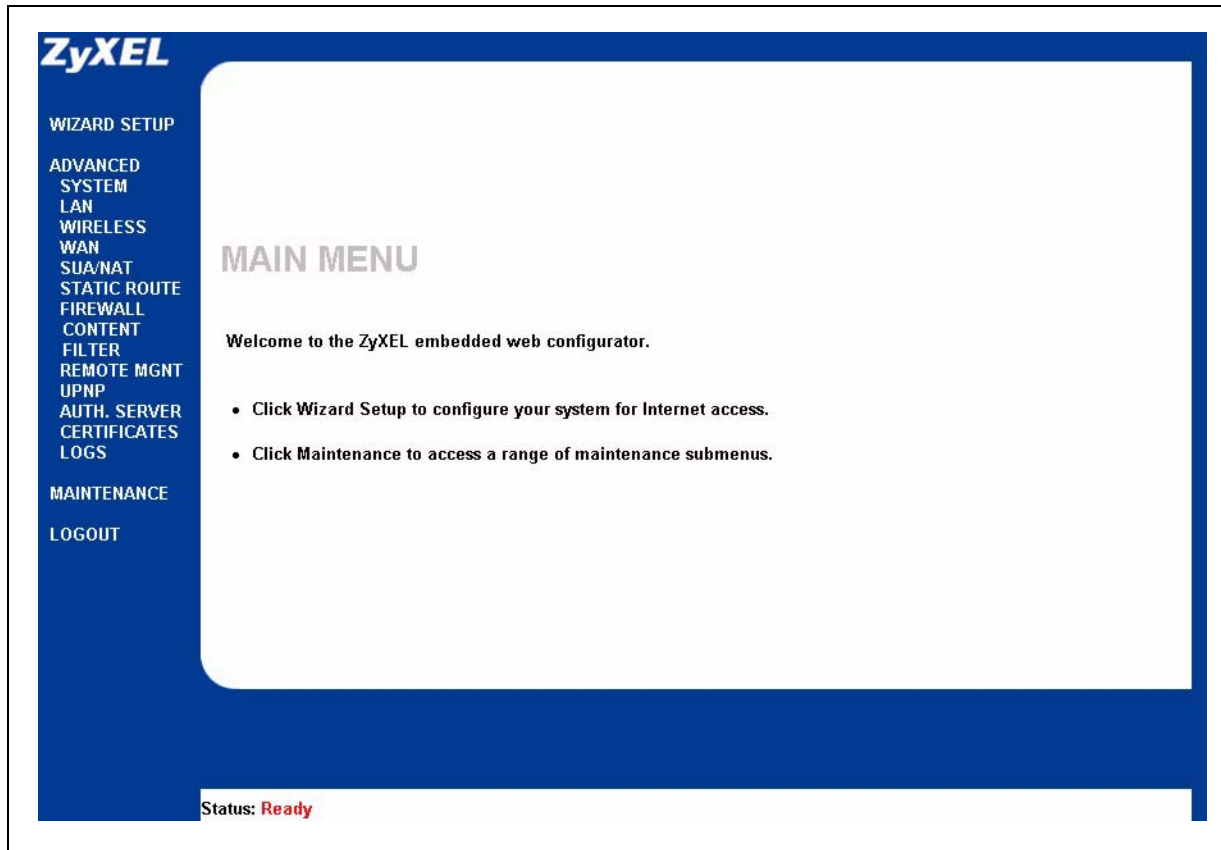 ZyXEL
WIZARD SETUP
ADVANCED
SYSTEM
LAN
WIRELESS
WAN
SUA/NAT
STATIC ROUTE
FIREWALL
CONTENT
FILTER
REMOTE MGNT
UPNP
AUTH. SERVER
CERTIFICATES
LOGS
MAINTENANCE
LOGOUT
MAIN MENU
Welcome to the ZyXEL embedded web configurator.
• Click Wizard Setup to configure your system for Internet access.
• Click Maintenance to access a range of maintenance submenus.
Status: Ready